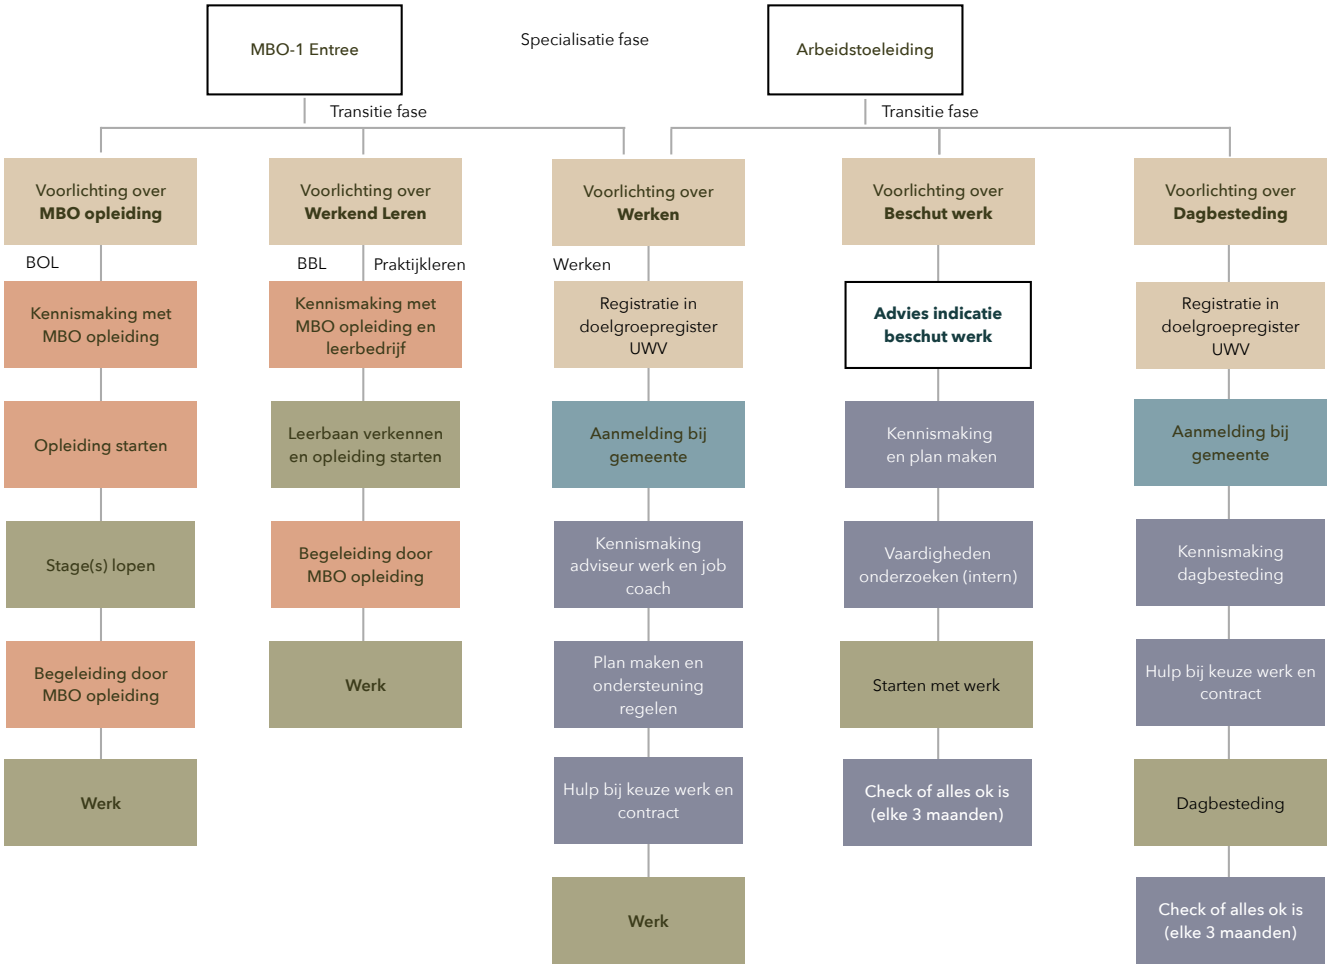 MBO-1 Entree
Specialisatie fase
Arbeidstoeleiding
Transitie fase
Transitie fase
Voorlichting over
MBO opleiding
BOL
Kennismaking met
MBO opleiding
Opleiding starten
Stage(s) lopen
Begeleiding door
MBO opleiding
Werk
Voorlichting over
Werkend Leren
BBL
Praktijkleren
Kennismaking met
MBO opleiding en
leerbedrijf
Leerbaan verkennen
en opleiding starten
Begeleiding door
MBO opleiding
Werk
Voorlichting over
Werken
Werken
Registratie in
doelgroepregister
UWV
Aanmelding bij
gemeente
Kennismaking
adviseur werk en job
coach
Plan maken en
ondersteuning
regelen
Hulp bij keuze werk en
contract
Werk
Voorlichting over
Beschut werk
Advies indicatie
beschut werk
Kennismaking
en plan maken
Vaardigheden
onderzoeken (intern)
Starten met werk
Check of alles ok is
(elke 3 maanden)
Voorlichting over
Dagbesteding
Registratie in
doelgroepregister
UWV
Aanmelding bij
gemeente
Kennismaking
dagbesteding
Hulp bij keuze werk en
contract
Dagbesteding
Check of alles ok is
(elke 3 maanden)